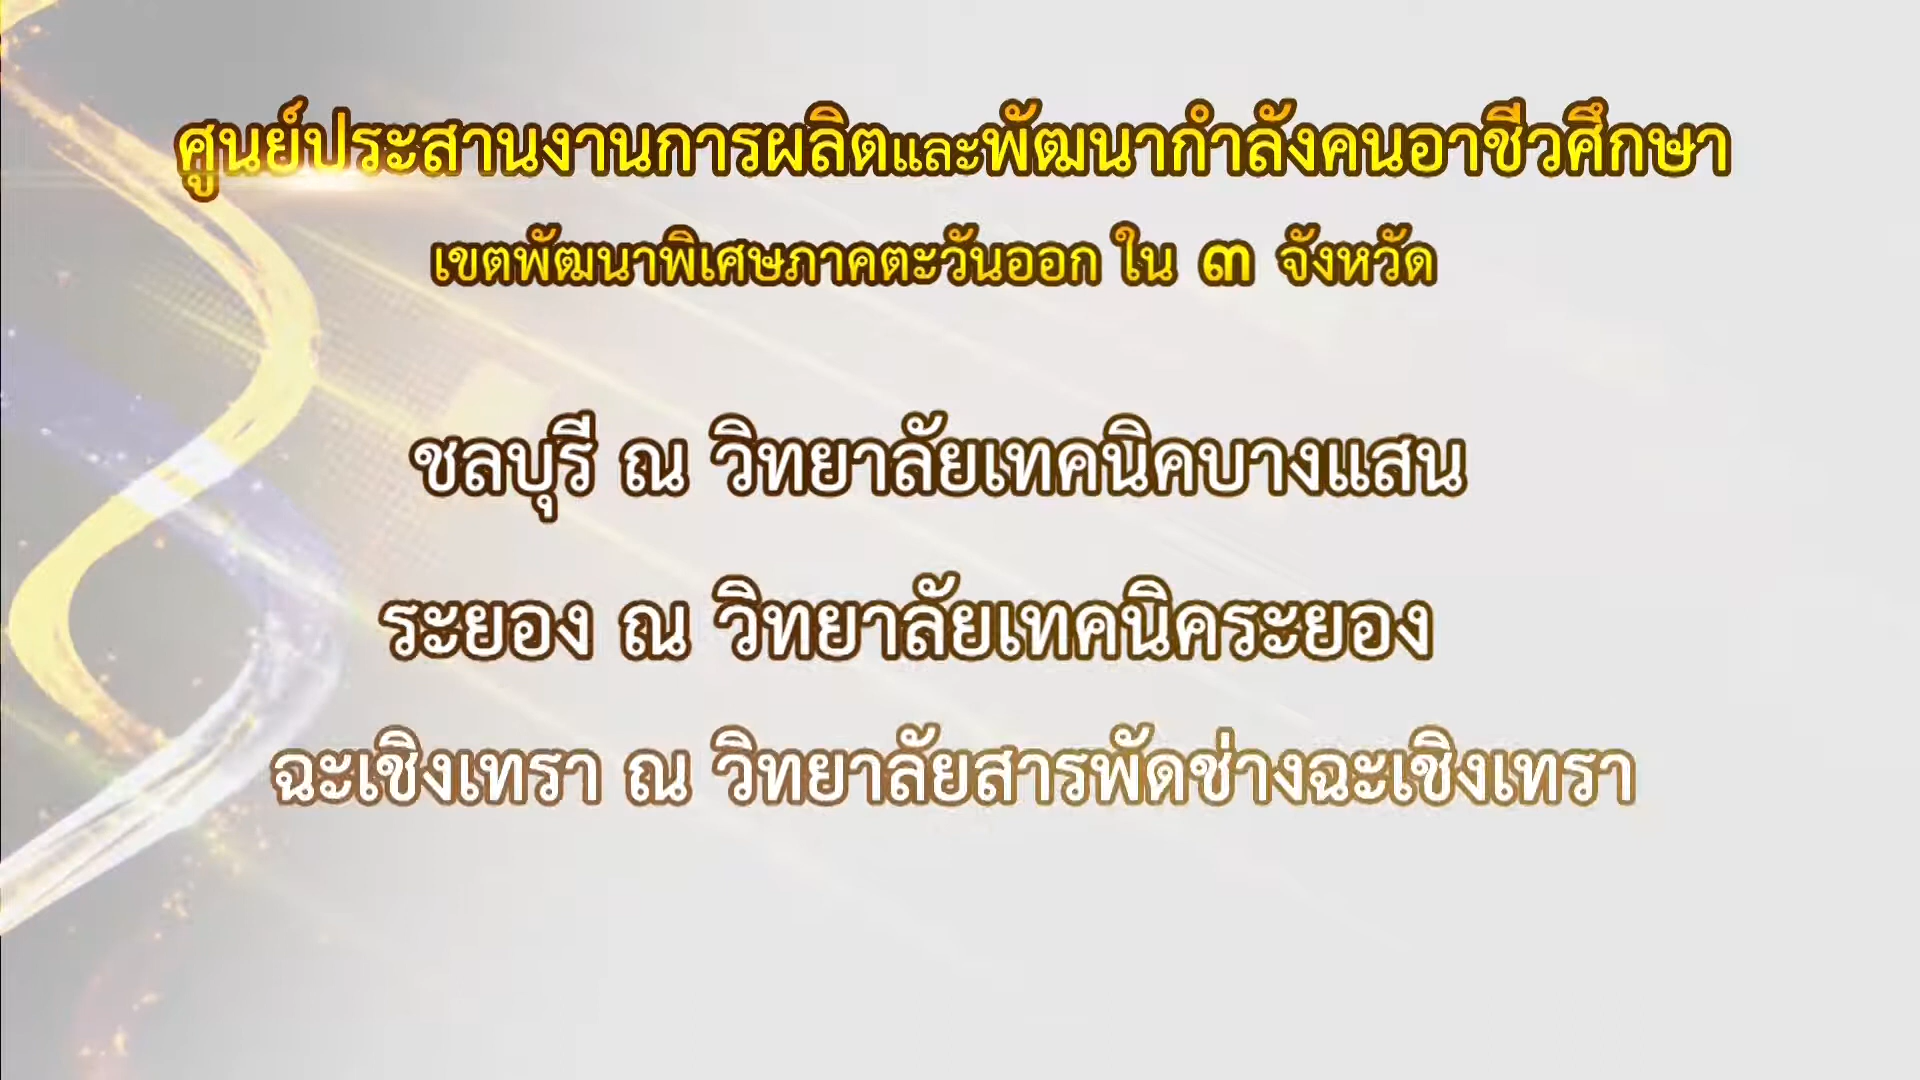 ศูนย์ประสานงานการผลิตและพัฒนากำลังคนอาชีวศึกษา
เขตพัฒนาพิเศษภาคตะวันออก ใน ๓ จังหวัด
ชลบุรี ณ วิทยาลัยเทคนิคบางแสน
ระยอง ณ วิทยาลัยเทคนิคระยอง
ฉะเชิงเทรา ณ วิทยาลัยสารพัดช่างฉะเชิงเทรา